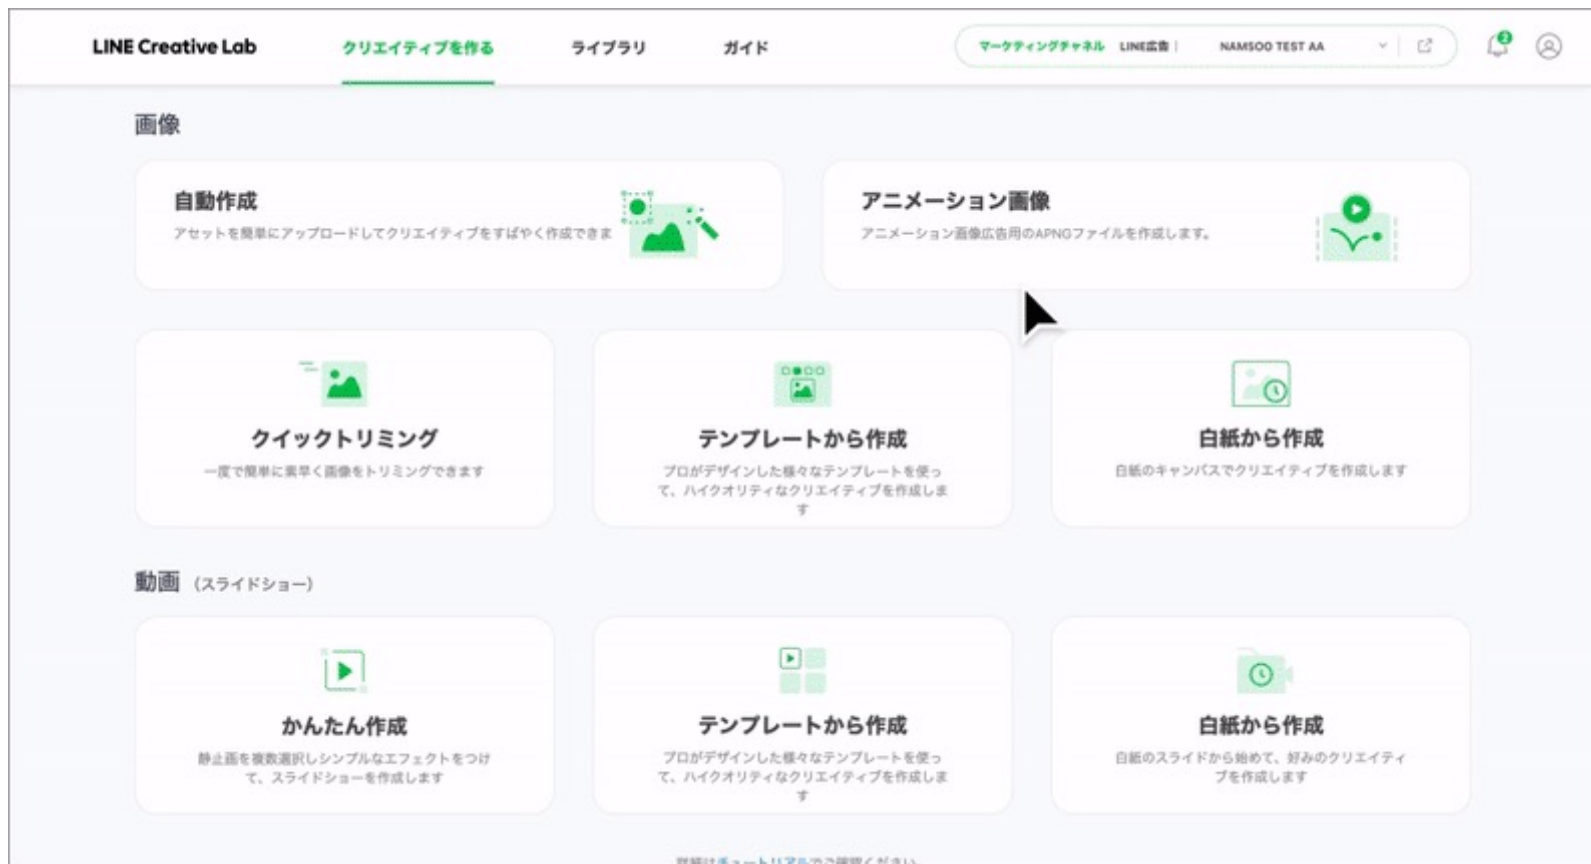 LINE Creative Lab クリエイティブを作る ライブラリ ガイド マーケティングチャネル LINE広告 | NAMSOO TEST AA 2
画像
自動作成
アセットを簡単にアップロードしてクリエイティブをすばやく作成できま
アニメーション画像
アニメーション画像広告用のAPNGファイルを作成します。
クイックトリミング
一度で簡単に素早く画像をトリミングできます
テンプレートから作成
プロがデザインした様々なテンプレートを使っ
て、ハイクオリティなクリエイティブを作成しま
す
白紙から作成
白紙のキャンバスでクリエイティブを作成します
動画 (スライドショー)
かんたん作成
静止画を複数選択しシンプルなエフェクトをつけ
て、スライドショーを作成します
テンプレートから作成
プロがデザインした様々なテンプレートを使っ
て、ハイクオリティなクリエイティブを作成しま
す
白紙から作成
白紙のスライドから始めて、好みのクリエイティ
ブを作成します
詳細はチュートリアルでご確認ください。